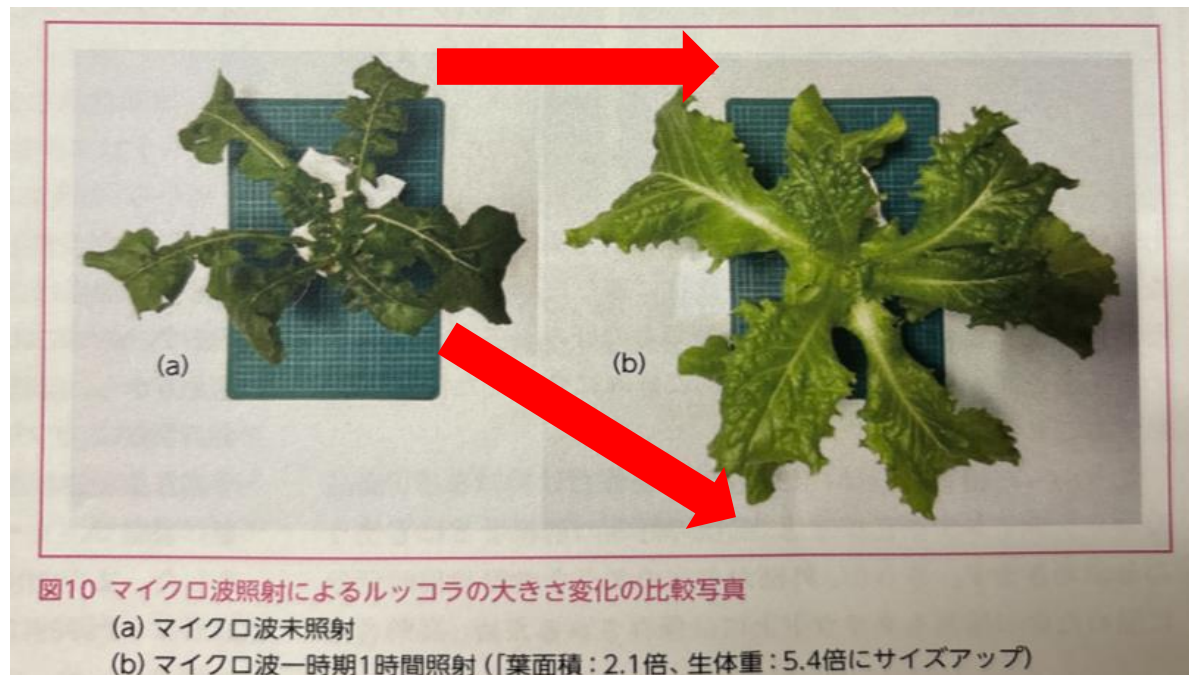 (a)
(b)
図10 マイクロ波照射によるルッコラの大きさ変化の比較写真
(a) マイクロ波未照射
(b) マイクロ波一時期1時間照射(「葉面積:2.1倍、生体重:5.4倍にサイズアップ)